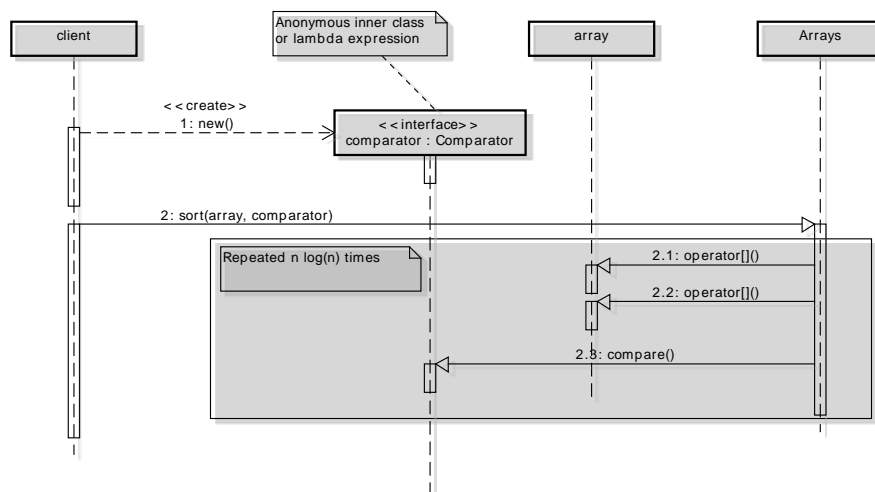 Anonymous inner class
or lambda expression
client
array
Arrays
<<create>>
1: new()
<<interface>>
comparator : Comparator
2: sort(array, comparator)
Repeated n log(n) times
2.1: operator[]()
2.2: operator[]()
2.3: compare()